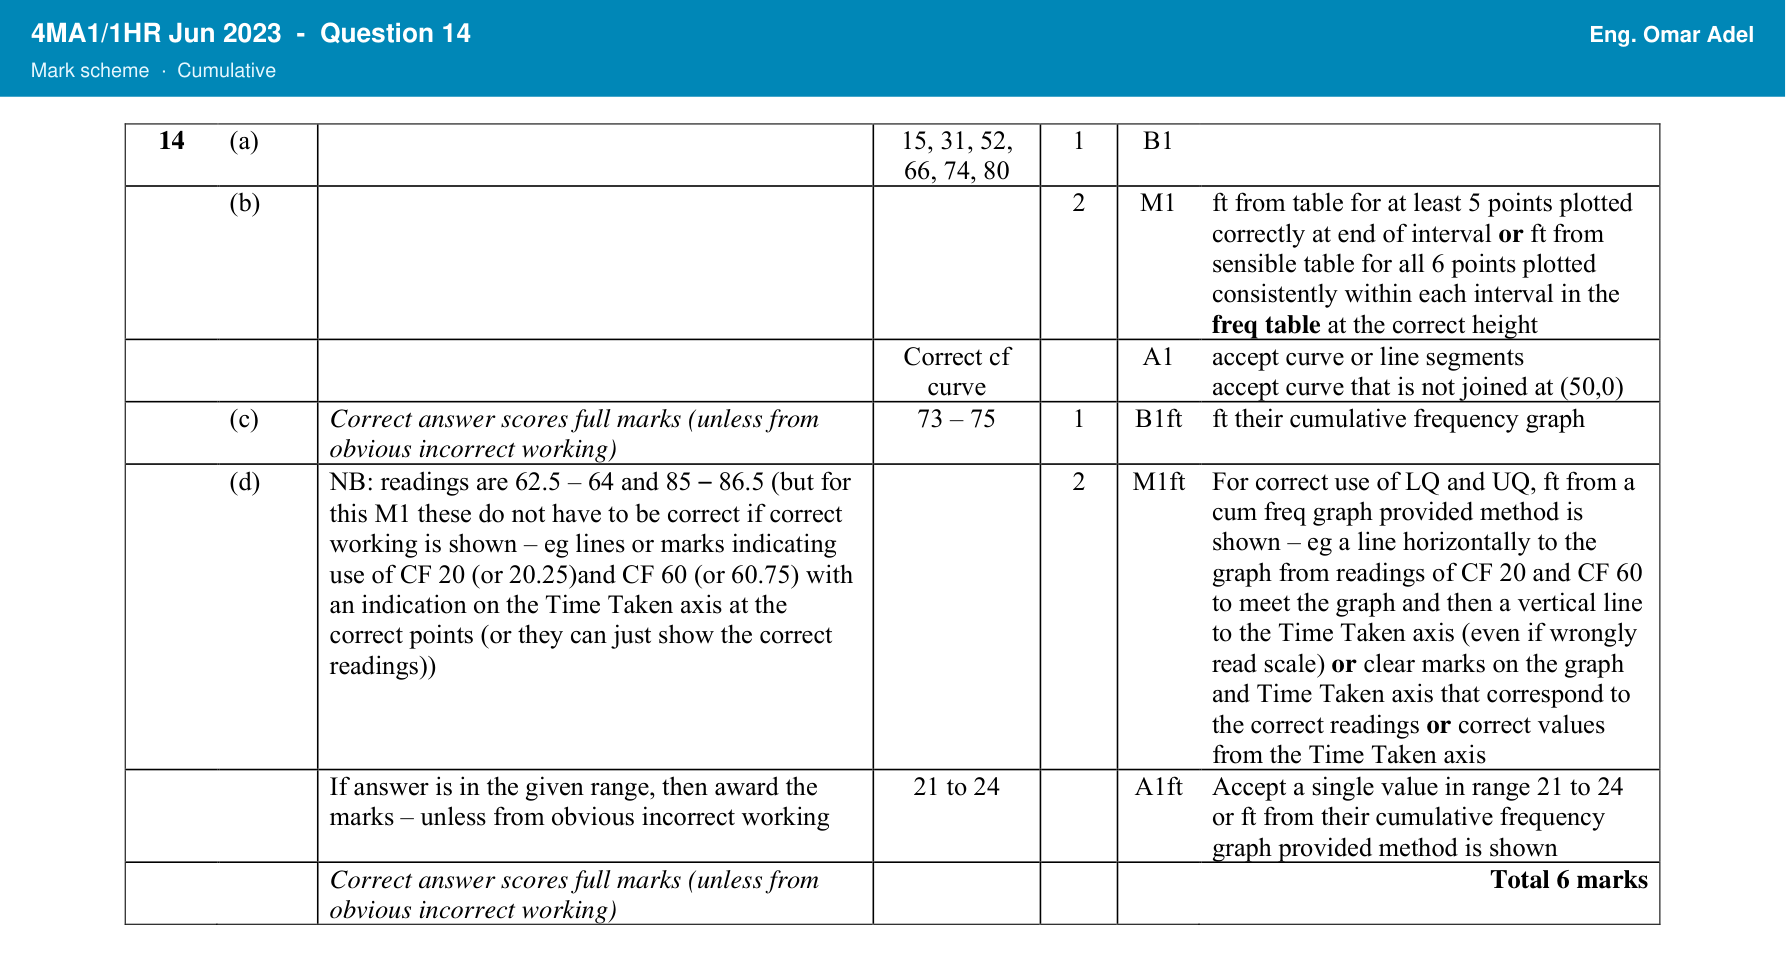 4MA1/1HR Jun 2023 - Question 14
Eng. Omar Adel
Mark scheme · Cumulative
14 (a) 15, 31, 52, 1 B1
66, 74, 80
(b) 2 M1 ft from table for at least 5 points plotted
correctly at end of interval or ft from
sensible table for all 6 points plotted
consistently within each interval in the
freq table at the correct height
Correct cf A1 accept curve or line segments
curve accept curve that is not joined at (50,0)
(c) Correct answer scores full marks (unless from 73 – 75 1 B1ft ft their cumulative frequency graph
obvious incorrect working)
(d) NB: readings are 62.5 – 64 and 85 – 86.5 (but for 2 M1ft For correct use of LQ and UQ, ft from a
this M1 these do not have to be correct if correct cum freq graph provided method is
working is shown – eg lines or marks indicating shown – eg a line horizontally to the
use of CF 20 (or 20.25)and CF 60 (or 60.75) with graph from readings of CF 20 and CF 60
an indication on the Time Taken axis at the to meet the graph and then a vertical line
correct points (or they can just show the correct to the Time Taken axis (even if wrongly
readings)) read scale) or clear marks on the graph
and Time Taken axis that correspond to
the correct readings or correct values
from the Time Taken axis
If answer is in the given range, then award the 21 to 24 A1ft Accept a single value in range 21 to 24
marks – unless from obvious incorrect working or ft from their cumulative frequency
graph provided method is shown
Correct answer scores full marks (unless from Total 6 marks
obvious incorrect working)